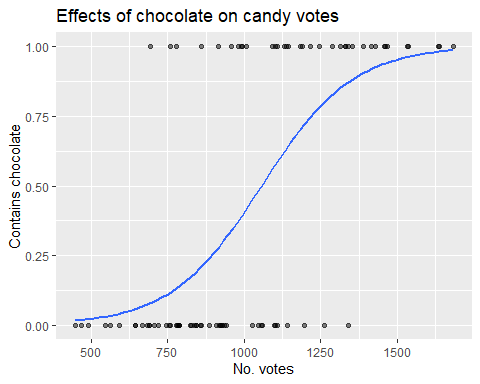 Effects of chocolate on candy votes
Contains chocolate
1.00
0.75
0.50
0.25
0.00
500 750 1000 1250 1500
No. votes